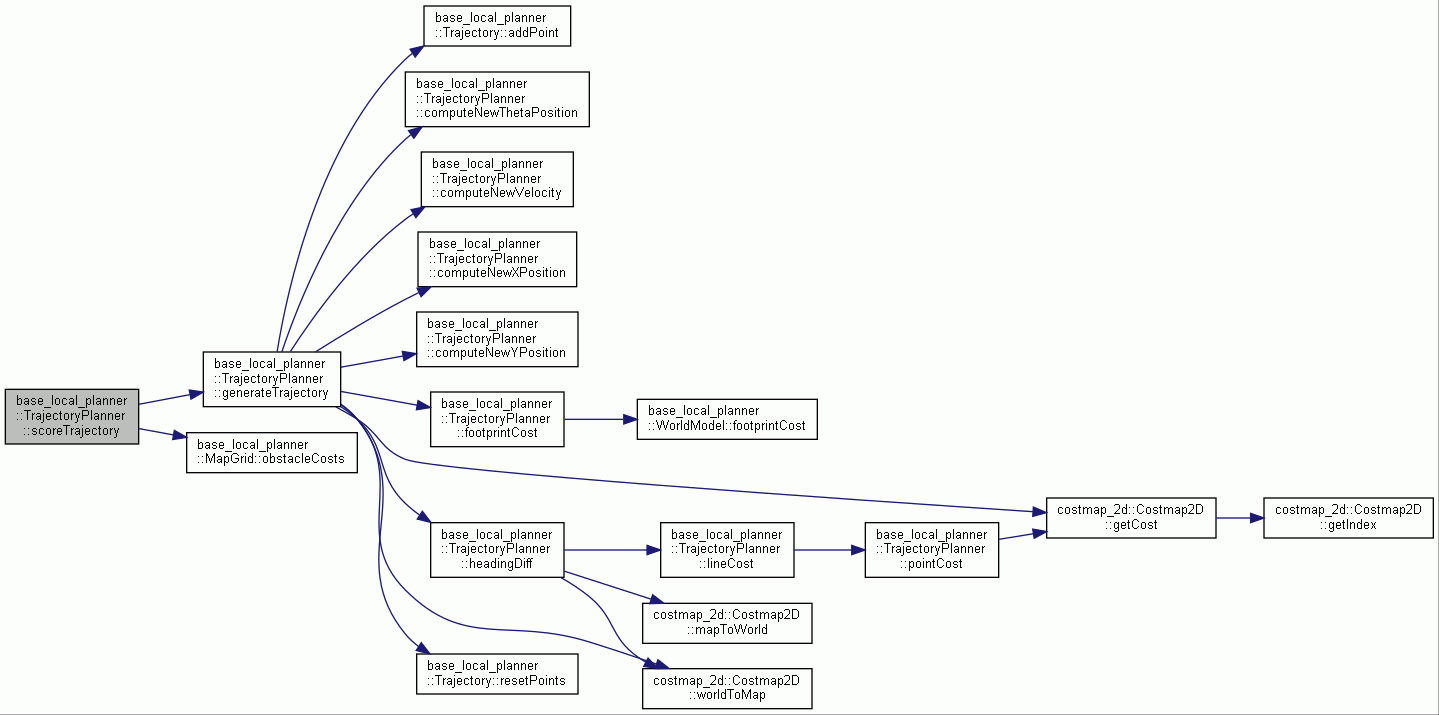 base_local_planner
::Trajectory::addPoint
base_local_planner
::TrajectoryPlanner
::computeNewThetaPosition
base_local_planner
::TrajectoryPlanner
::computeNewVelocity
base_local_planner
::TrajectoryPlanner
::computeNewXPosition
base_local_planner
::TrajectoryPlanner
::computeNewYPosition
base_local_planner
::TrajectoryPlanner
::generateTrajectory
base_local_planner
::TrajectoryPlanner
::scoreTrajectory
base_local_planner
::MapGrid::obstacleCosts
base_local_planner
::TrajectoryPlanner
::footprintCost
base_local_planner
::WorldModel::footprintCost
costmap_2d::Costmap2D
::getCost
costmap_2d::Costmap2D
::getIndex
base_local_planner
::TrajectoryPlanner
::headingDiff
base_local_planner
::TrajectoryPlanner
::lineCost
base_local_planner
::TrajectoryPlanner
::pointCost
costmap_2d::Costmap2D
::mapToWorld
base_local_planner
::Trajectory::resetPoints
costmap_2d::Costmap2D
::worldToMap